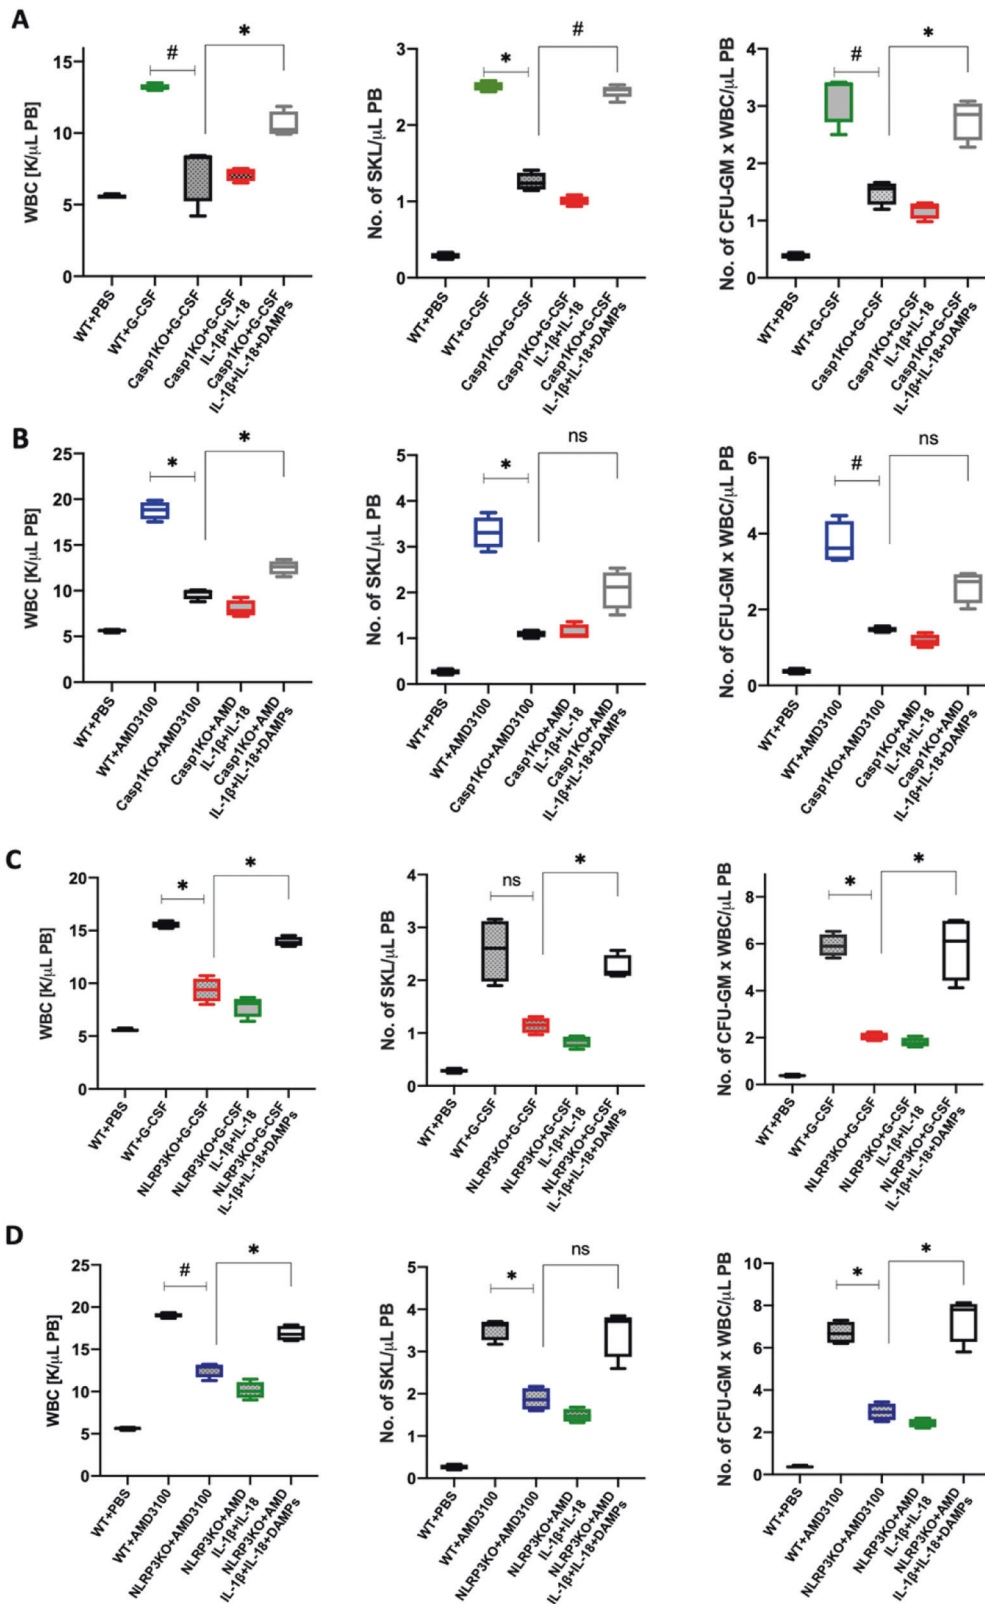 A
WBC [K/µL PB]
15
10
5
0
#
*
WT+PBS
WT+G-CSF
Casp1KO+G-CSF
Casp1KO+G-CSF
IL-1β+IL-18
Casp1KO+G-CSF
IL-1β+IL-18+DAMPs
No. of SKL/µL PB
3
2
1
0
*
#
WT+PBS
WT+G-CSF
Casp1KO+G-CSF
Casp1KO+G-CSF
IL-1β+IL-18
Casp1KO+G-CSF
IL-1β+IL-18+DAMPs
No. of CFU-GM x WBC/µL PB
4
3
2
1
0
#
*
WT+PBS
WT+G-CSF
Casp1KO+G-CSF
Casp1KO+G-CSF
IL-1β+IL-18
Casp1KO+G-CSF
IL-1β+IL-18+DAMPs
B
WBC [K/µL PB]
25
20
15
10
5
0
*
*
WT+PBS
WT+AMD3100
Casp1KO+AMD3100
Casp1KO+AMD
IL-1β+IL-18
Casp1KO+AMD
IL-1β+IL-18+DAMPs
No. of SKL/µL PB
5
4
3
2
1
0
*
ns
WT+PBS
WT+AMD3100
Casp1KO+AMD3100
Casp1KO+AMD
IL-1β+IL-18
Casp1KO+AMD
IL-1β+IL-18+DAMPs
No. of CFU-GM x WBC/µL PB
6
4
2
0
#
ns
WT+PBS
WT+AMD3100
Casp1KO+AMD3100
Casp1KO+AMD
IL-1β+IL-18
Casp1KO+AMD
IL-1β+IL-18+DAMPs
C
WBC [K/µL PB]
20
15
10
5
0
*
*
WT+PBS
WT+G-CSF
NLRP3KO+G-CSF
NLRP3KO+G-CSF
IL-1β+IL-18
NLRP3KO+G-CSF
IL-1β+IL-18+DAMPs
No. of SKL/µL PB
4
3
2
1
0
ns
*
WT+PBS
WT+G-CSF
NLRP3KO+G-CSF
NLRP3KO+G-CSF
IL-1β+IL-18
NLRP3KO+G-CSF
IL-1β+IL-18+DAMPs
No. of CFU-GM x WBC/µL PB
8
6
4
2
0
*
*
WT+PBS
WT+G-CSF
NLRP3KO+G-CSF
NLRP3KO+G-CSF
IL-1β+IL-18
NLRP3KO+G-CSF
IL-1β+IL-18+DAMPs
D
WBC [K/µL PB]
25
20
15
10
5
0
#
*
WT+PBS
WT+AMD3100
NLRP3KO+AMD3100
NLRP3KO+AMD
IL-1β+IL-18
NLRP3KO+AMD
IL-1β+IL-18+DAMPs
No. of SKL/µL PB
5
4
3
2
1
0
*
ns
WT+PBS
WT+AMD3100
NLRP3KO+AMD3100
NLRP3KO+AMD
IL-1β+IL-18
NLRP3KO+AMD
IL-1β+IL-18+DAMPs
No. of CFU-GM x WBC/µL PB
10
8
6
4
2
0
*
*
WT+PBS
WT+AMD3100
NLRP3KO+AMD3100
NLRP3KO+AMD
IL-1β+IL-18
NLRP3KO+AMD
IL-1β+IL-18+DAMPs